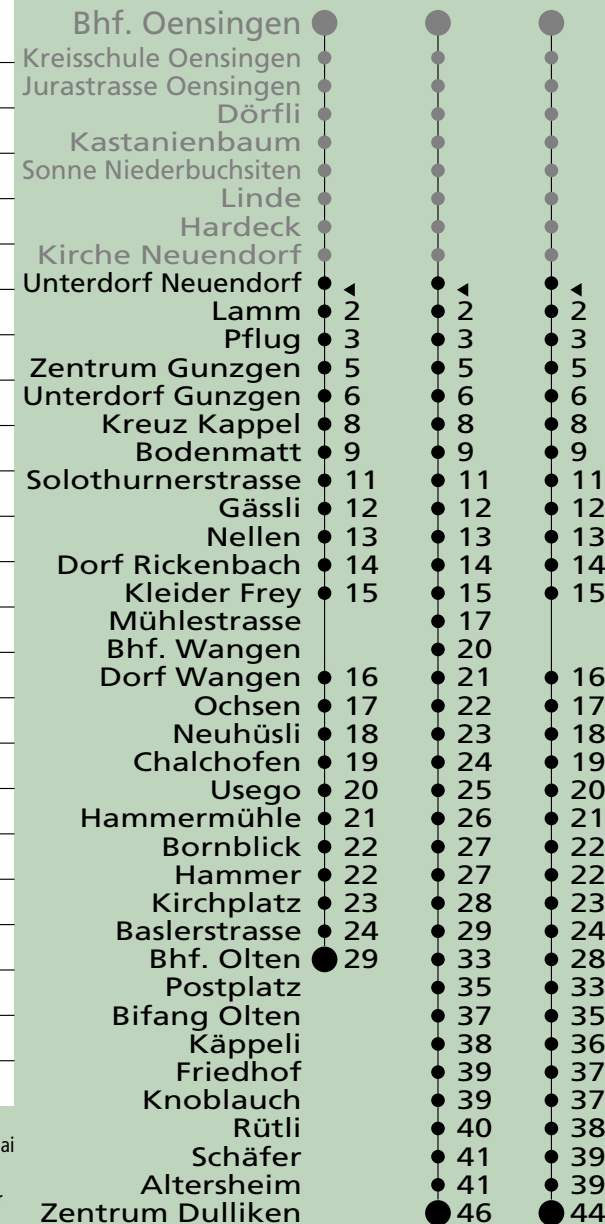 Bhf. Oensingen
Kreisschule Oensingen
Jurastrasse Oensingen
Dörfli
Kastanienbaum
Sonne Niederbuchsiten
Linde
Hardeck
Kirche Neuendorf
Unterdorf Neuendorf
Lamm 2 2 2
Pflug 3 3 3
Zentrum Gunzgen 5 5 5
Unterdorf Gunzgen 6 6 6
Kreuz Kappel 8 8 8
Bodenmatt 9 9 9
Solothurnerstrasse 11 11 11
Gässli 12 12 12
Nellen 13 13 13
Dorf Rickenbach 14 14 14
Kleider Frey 15 15 15
Mühlestrasse 17
Bhf. Wangen 20
Dorf Wangen 16 21 16
Ochsen 17 22 17
Neuhüsli 18 23 18
Chalchofen 19 24 19
Usego 20 25 20
Hammermühle 21 26 21
Bornblick 22 27 22
Hammer 22 27 22
Kirchplatz 23 28 23
Baslerstrasse 24 29 24
Bhf. Olten 29 33 28
Postplatz 35 33
Bifang Olten 37 35
Käppeli 38 36
Friedhof 39 37
Knoblauch 39 37
Rütli 40 38
ai
Schäfer 41 39
Altersheim 41 39
r
Zentrum Dulliken 46 44